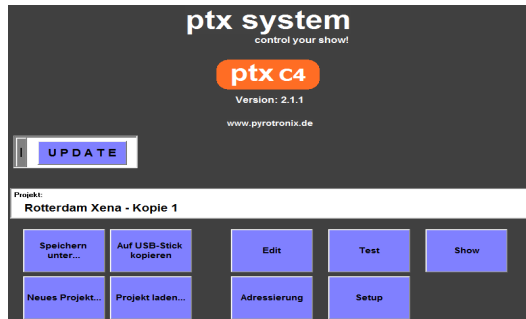 ptx system
control your show!
ptx C4
Version: 2.1.1
www.pyrotronix.de
UPDATE
Projekt:
Rotterdam Xena - Kopie 1
Speichern
unter...
Auf USB-Stick
kopieren
Edit
Test
Show
Neues Projekt...
Projekt laden...
Adressierung
Setup